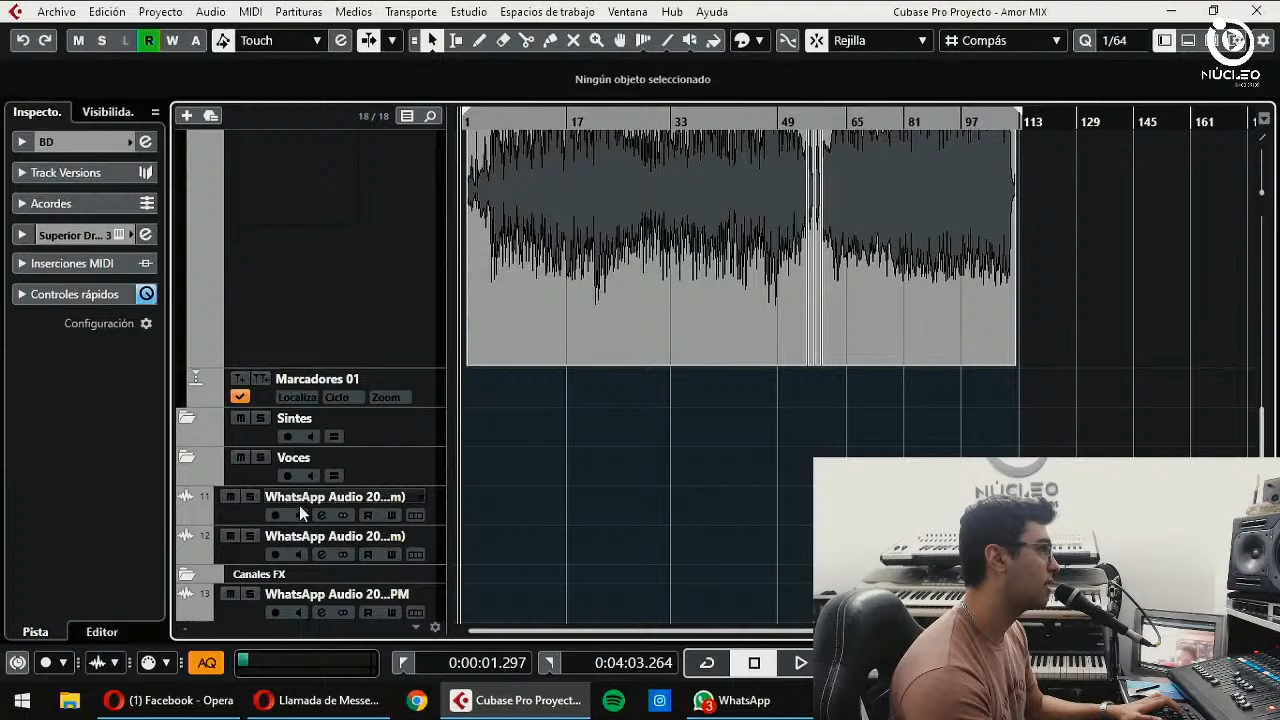 Archivo Edición Proyecto Audio MIDI Partituras Medios Transporte Estudio Espacios de trabajo Ventana Hub Ayuda Cubase Pro Proyecto - Amor MIX
M S L R W A Touch Rejilla Compás Q 1/64
NÚCLEO
Ningún objeto seleccionado
Inspecto. Visibilida.
18 / 18
1 17 33 49 65 81 97 113 129 145 161
BD
Track Versions
Acordes
Superior Dr... 3
Inserciones MIDI
Controles rápidos
Configuración
Marcadores 01
Localiza Ciclo Zoom
m S Sintes
m S Voces
11 m S WhatsApp Audio 20...m)
R W
12 m S WhatsApp Audio 20...m)
R W
Canales FX
13 m S WhatsApp Audio 20...PM
R W
NÚCLEO
Pista Editor
AQ 0:00:01.297 0:04:03.264
(1) Facebook - Opera Llamada de Messe... Cubase Pro Proyect... 3 WhatsApp